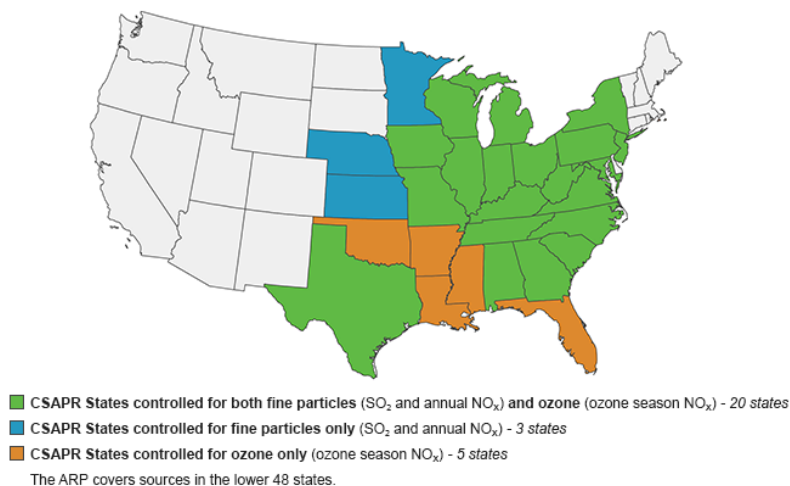 CSAPR States controlled for both fine particles (SO₂ and annual NOₓ) and ozone (ozone season NOₓ) - 20 states
CSAPR States controlled for fine particles only (SO₂ and annual NOₓ) - 3 states
CSAPR States controlled for ozone only (ozone season NOₓ) - 5 states
The ARP covers sources in the lower 48 states.